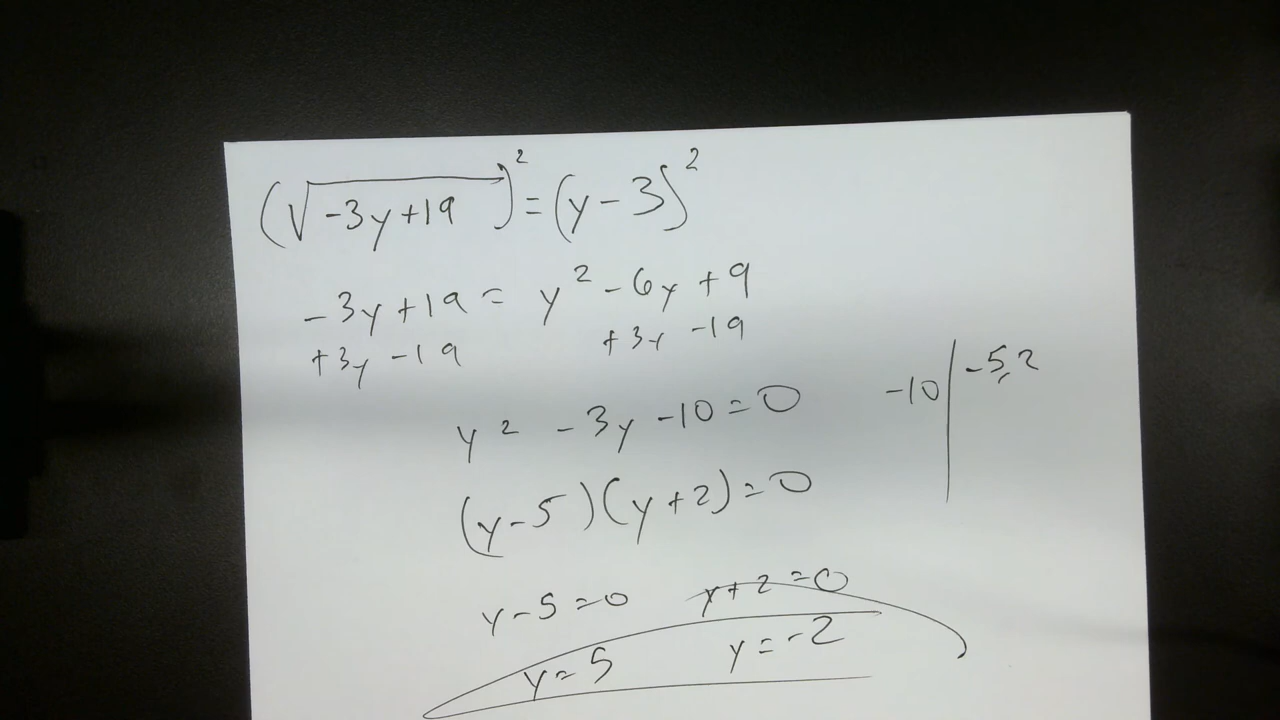 (√-3y+19)² = (y-3)²
-3y+19 = y² - 6y + 9
+3y -19 +3y -19
y² - 3y - 10 = 0 -10 | -5, 2
(y-5)(y+2) = 0
y-5=0 y+2=0
y=5 y=-2